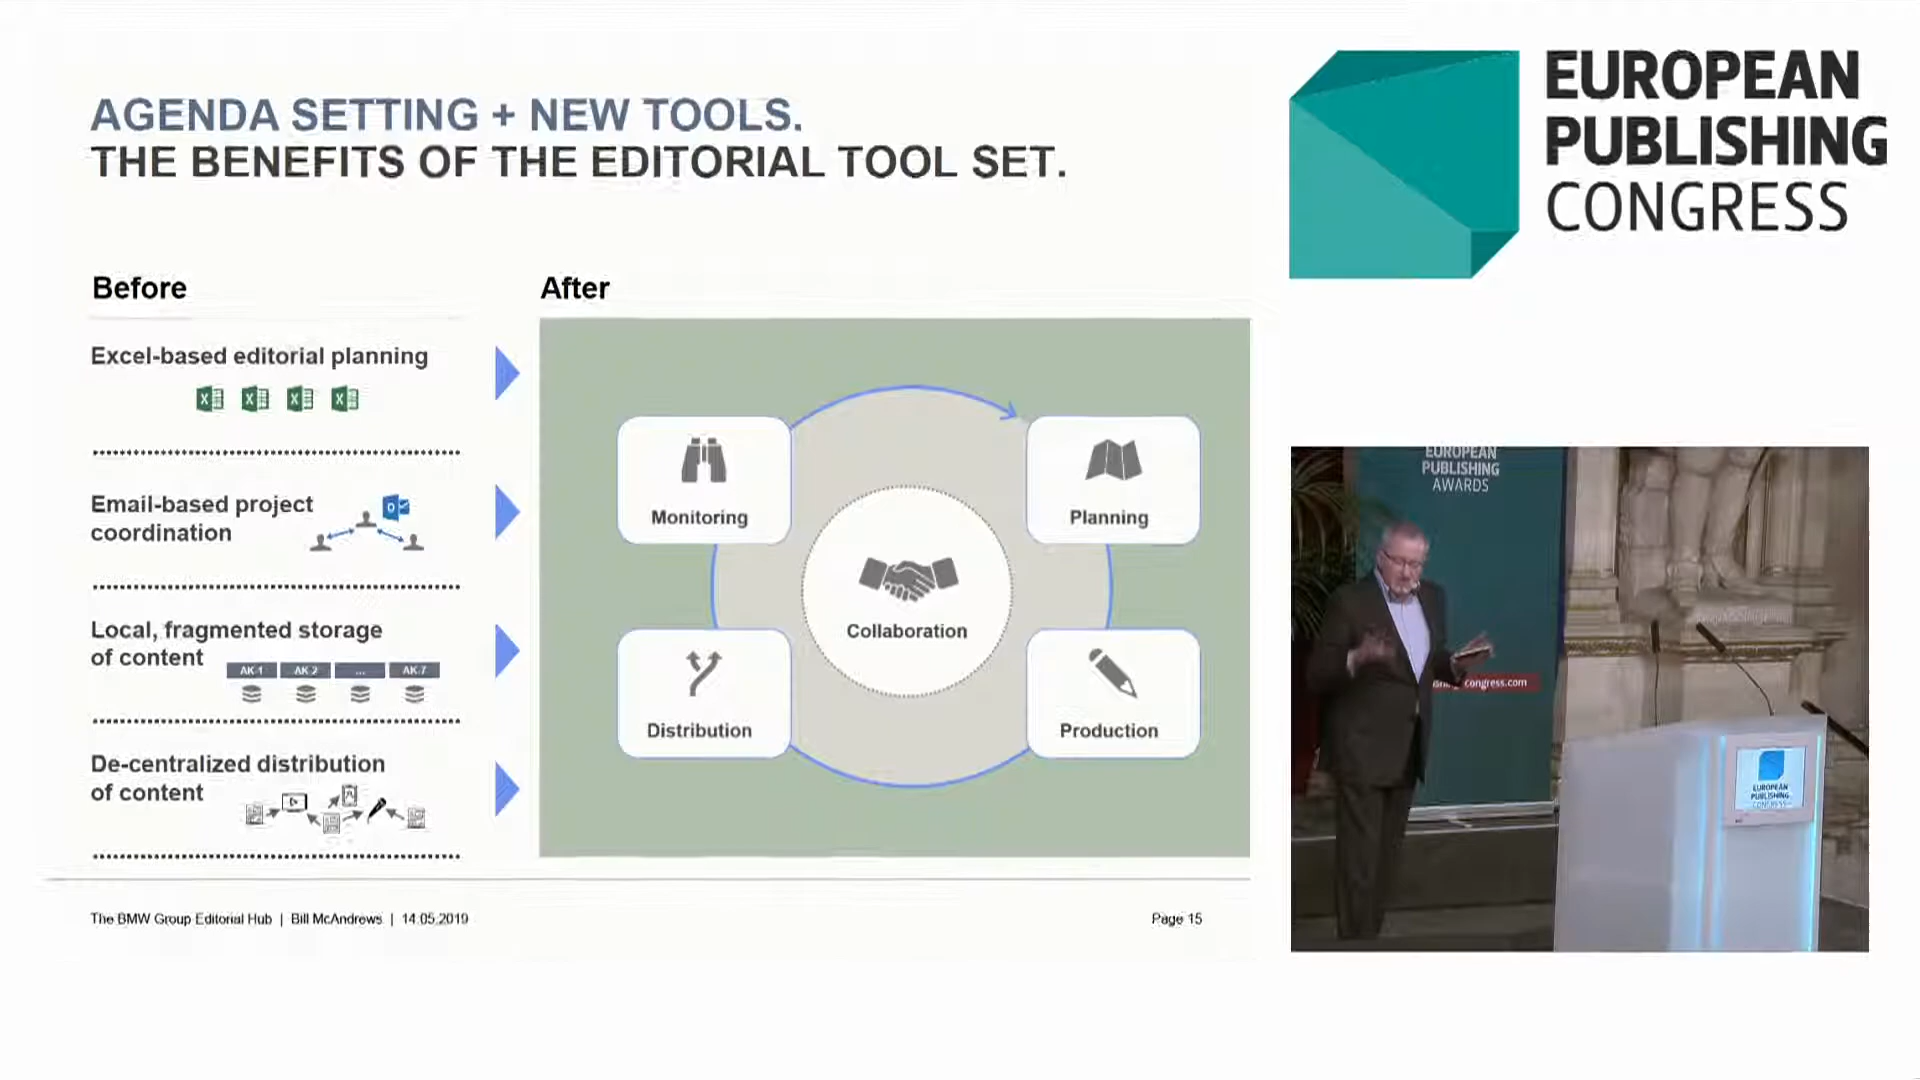 AGENDA SETTING + NEW TOOLS.
THE BENEFITS OF THE EDITORIAL TOOL SET.
Before
Excel-based editorial planning
Email-based project
coordination
Local, fragmented storage
of content
AK-1 AK 2 ... AK.7
De-centralized distribution
of content
After
Monitoring
Planning
Collaboration
Distribution
Production
The BMW Group Editorial Hub | Bill McAndrews | 14.05.2019
Page 15
EUROPEAN
PUBLISHING
CONGRESS
EUROPEAN
PUBLISHING
AWARDS
congress.com
EUROPEAN
PUBLISHING
CONGRESS